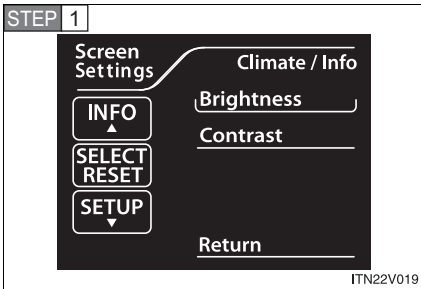 STEP 1
Screen
Settings
Climate / Info
INFO
SELECT
RESET
SETUP
Brightness
Contrast
Return
ITN22V019